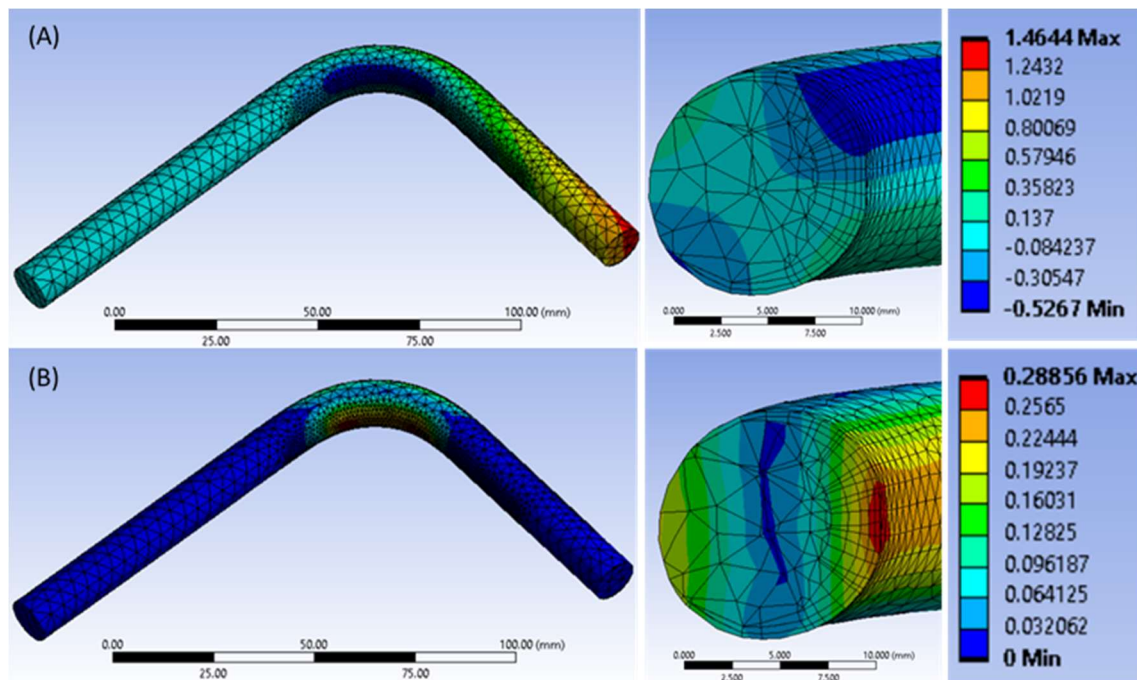 (A)
0.00 50.00 100.00 (mm)
25.00 75.00
0.000 5.000 10.000 (mm)
2.500 7.500
1.4644 Max
1.2432
1.0219
0.80069
0.57946
0.35823
0.137
-0.084237
-0.30547
-0.5267 Min
(B)
0.00 50.00 100.00 (mm)
25.00 75.00
0.000 5.000 10.000 (mm)
2.500 7.500
0.28856 Max
0.2565
0.22444
0.19237
0.16031
0.12825
0.096187
0.064125
0.032062
0 Min